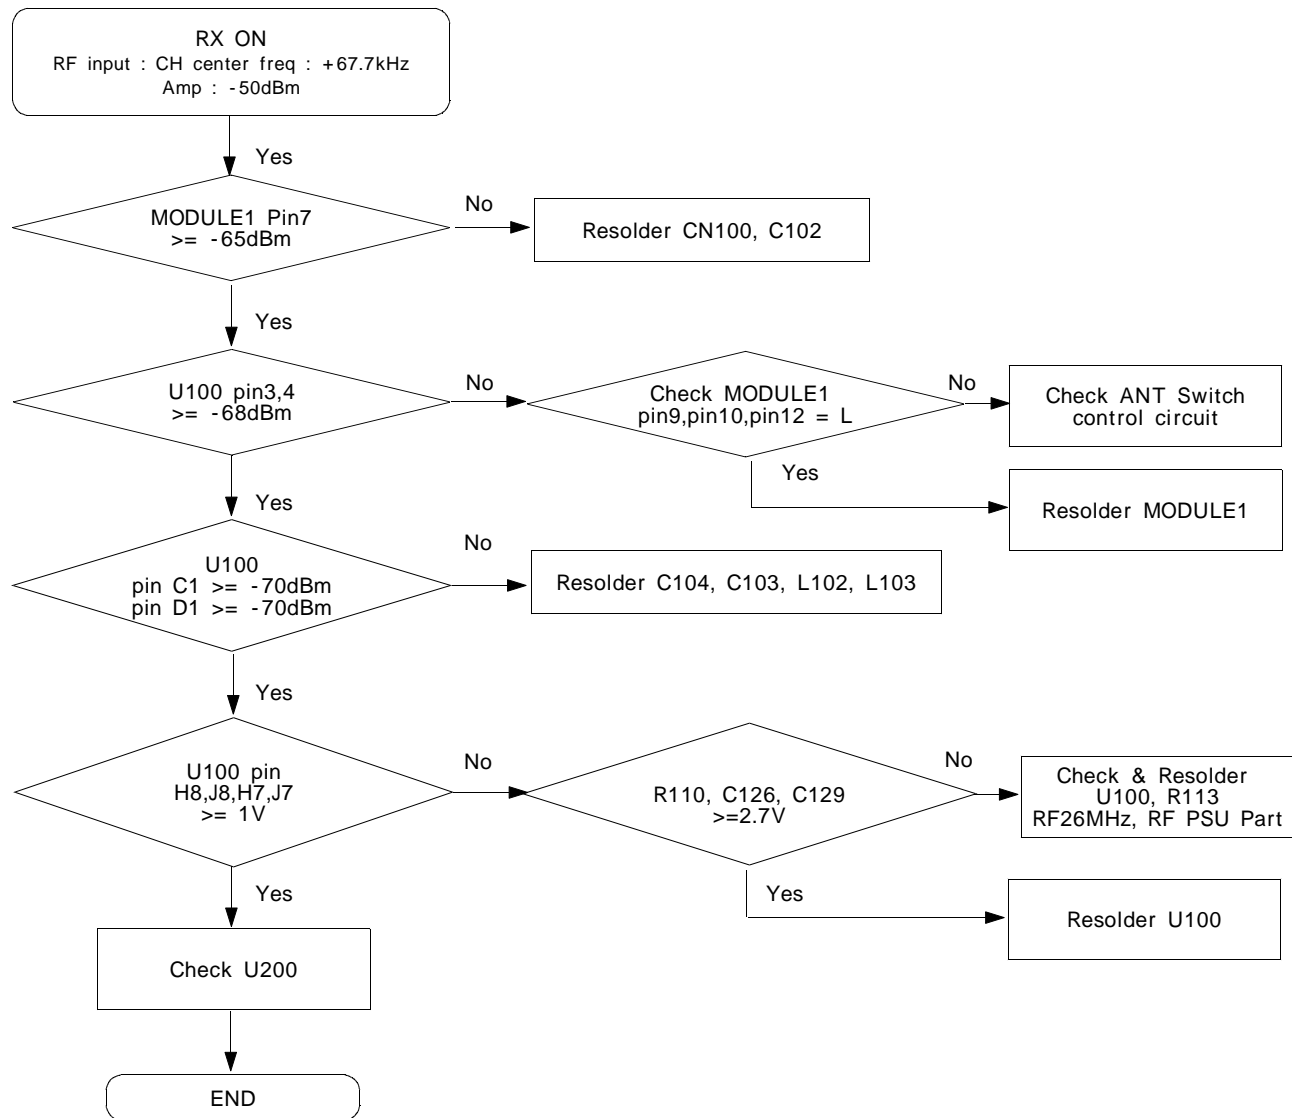 RX ON
RF input : CH center freq : +67.7kHz
Amp : -50dBm
Yes
MODULE1 Pin7
>= -65dBm
No
Resolder CN100, C102
Yes
U100 pin3,4
>= -68dBm
No
Check MODULE1
pin9,pin10,pin12 = L
No
Check ANT Switch
control circuit
Yes
Resolder MODULE1
Yes
U100
pin C1 >= -70dBm
pin D1 >= -70dBm
No
Resolder C104, C103, L102, L103
Yes
U100 pin
H8,J8,H7,J7
>= 1V
No
R110, C126, C129
>=2.7V
No
Check & Resolder
U100, R113
RF26MHz, RF PSU Part
Yes
Resolder U100
Yes
Check U200
END